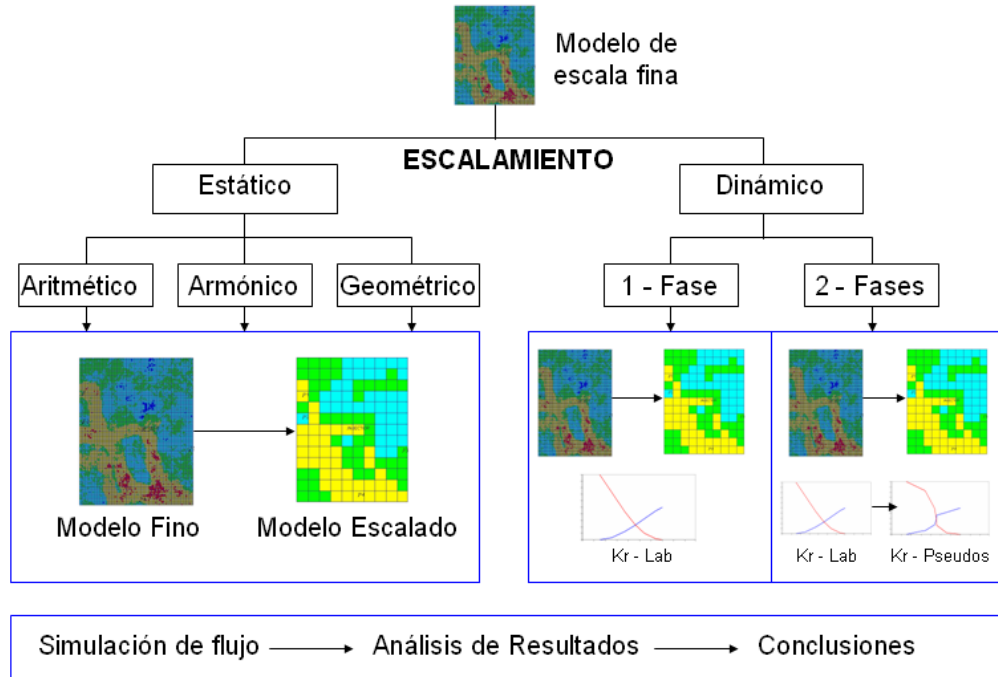 Modelo de
escala fina
ESCALAMIENTO
Estático
Dinámico
Aritmético
Armónico
Geométrico
1 - Fase
2 - Fases
Modelo Fino
Modelo Escalado
Kr - Lab
Kr - Lab
Kr - Pseudos
Simulación de flujo
Análisis de Resultados
Conclusiones